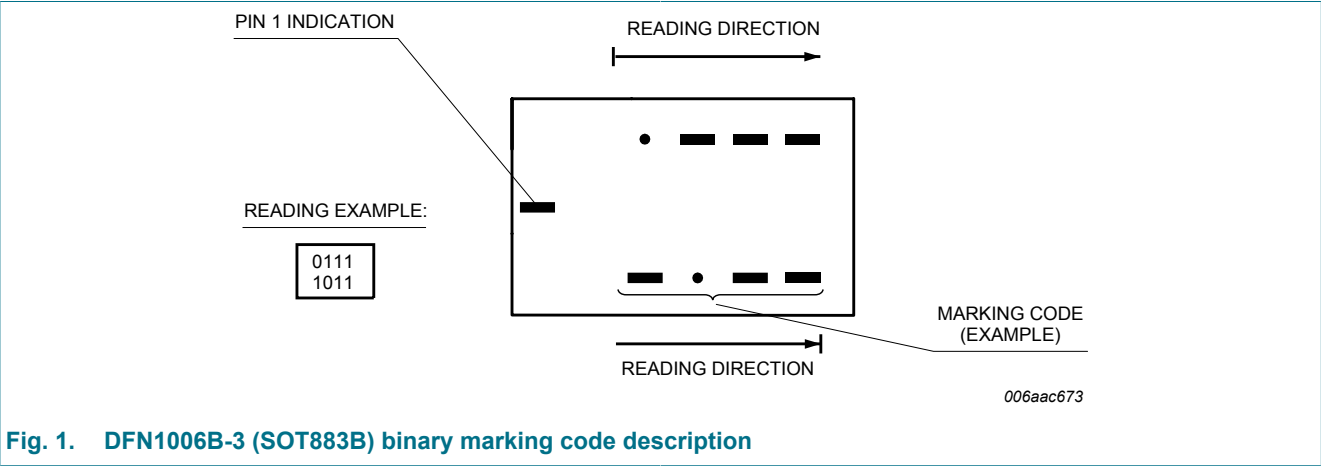 PIN 1 INDICATION
READING DIRECTION
READING EXAMPLE:
0111
1011
MARKING CODE
(EXAMPLE)
READING DIRECTION
006aac673
Fig. 1. DFN1006B-3 (SOT883B) binary marking code description